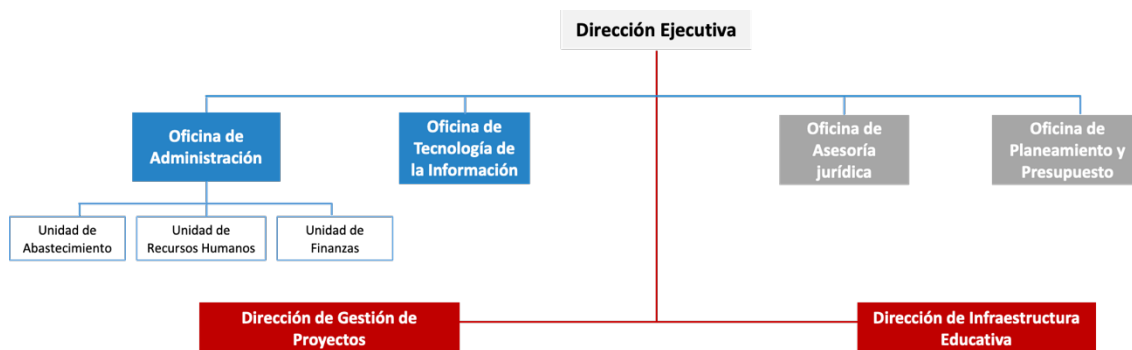 Dirección Ejecutiva
Oficina de
Administración
Oficina de
Tecnología de
la Información
Oficina de
Asesoría
jurídica
Oficina de
Planeamiento y
Presupuesto
Unidad de
Abastecimiento
Unidad de
Recursos Humanos
Unidad de
Finanzas
Dirección de Gestión de
Proyectos
Dirección de Infraestructura
Educativa